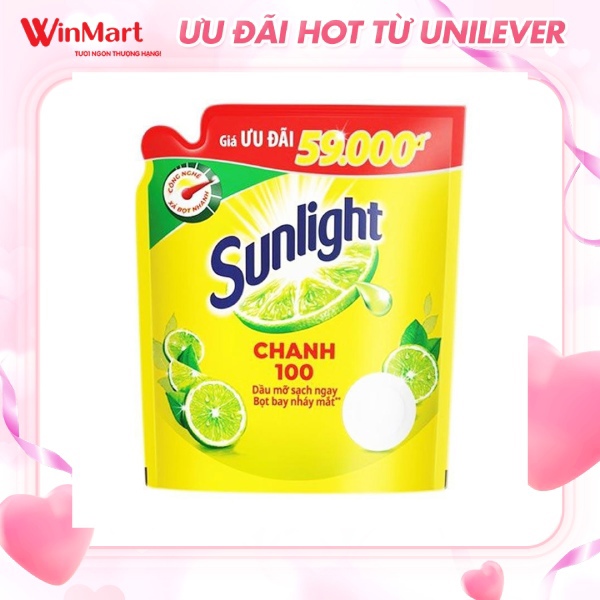 WinMart
TƯƠI NGON THƯỢNG HẠNG!
ƯU ĐÃI HOT TỪ UNILEVER
Giá ƯU ĐÃI 59.000đ*
CÔNG NGHỆ
XẢ BỌT NHANH
Sunlight
CHANH
100
Dầu mỡ sạch ngay
Bọt bay nháy mắt**